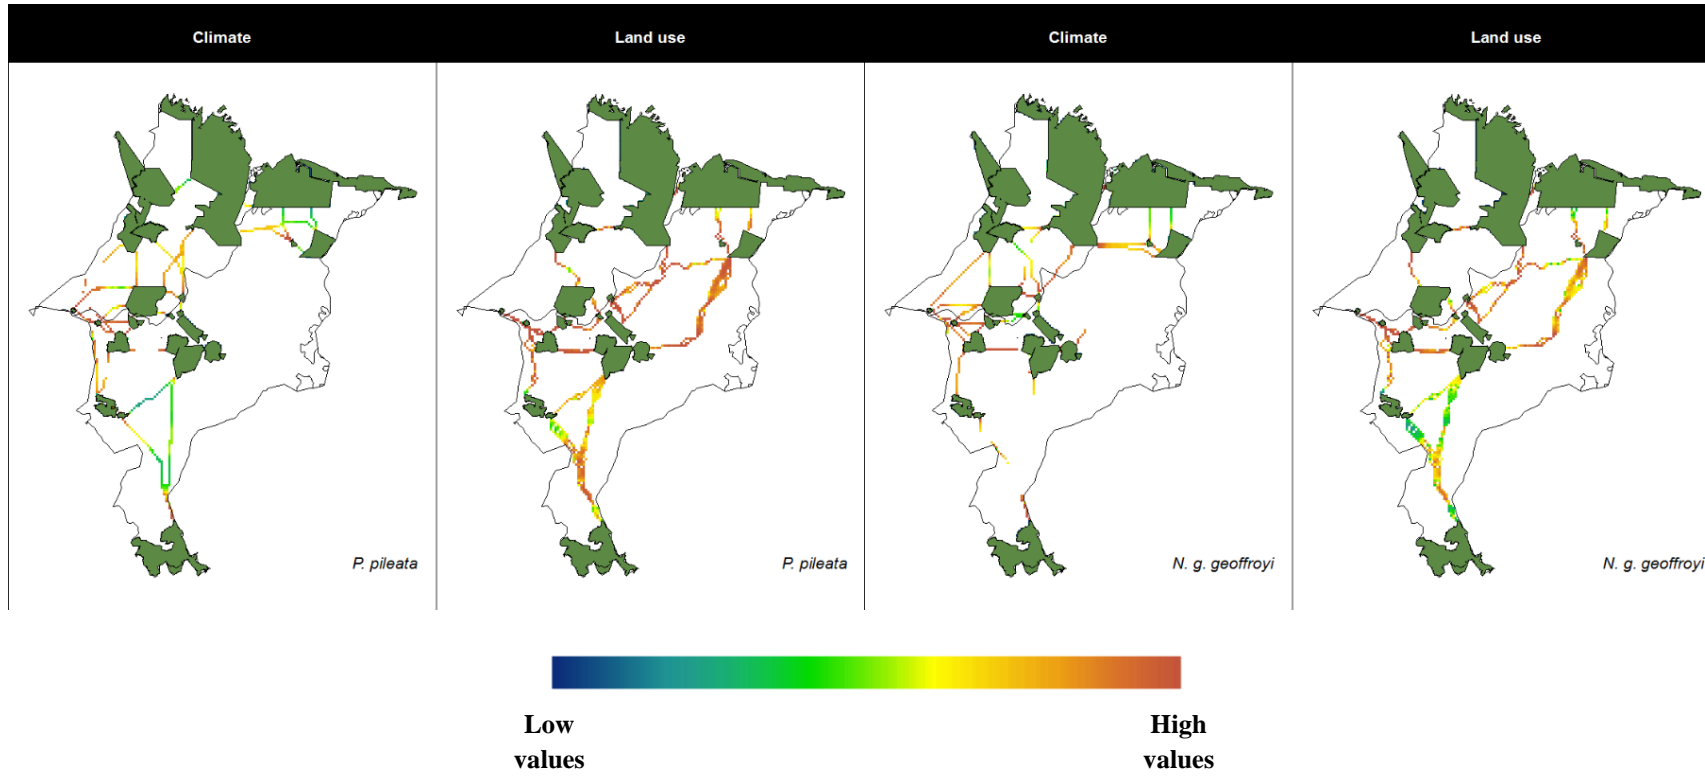 Climate
Land use
Climate
Land use
P. pileata
P. pileata
N. g. geoffroyi
N. g. geoffroyi
Low
values
High
values